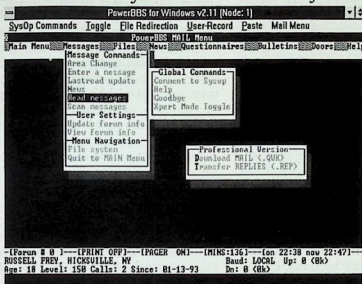 PowerBBS for Windows v2.11 [Node: 1]
SysOp Commands Toggle File Redirection User-Record Paste Mail Menu
PowerBBS MAIL Menu
Main Menu Messages Files News Questionnaires Bulletins Doors Help
Message Commands
Area Change
Enter a message
Lastread update
News
Read messages
Scan messages
User Settings
Update forum info
View forum info
Menu Navigation
File system
Quit to MAIN Menu
Global Commands
Comment to Sysop
Help
Goodbye
Xpert Mode Toggle
Professional Version
Download MAIL (.QWK)
Transfer REPLIES (.REP)
-[Forum # 0 ]---[PRINT OFF]---[PAGER ON]---[MINS:136]---[on 22:38 now 22:47]-
RUSSELL FREY, HICKSVILLE, NY Baud: LOCAL Up: 0 (0k)
Age: 18 Level: 150 Calls: 2 Since: 01-13-93 Dn: 0 (0k)